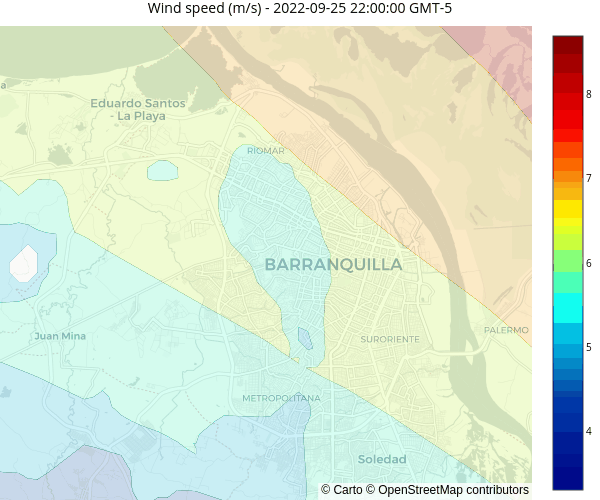 Wind speed (m/s) - 2022-09-25 22:00:00 GMT-5
a
Eduardo Santos
- La Playa
RIOMAR
BARRANQUILLA
Juan Mina
SURORIENTE
PALERMO
METROPOLITANA
Soledad
© Carto © OpenStreetMap contributors
8
7
6
5
4